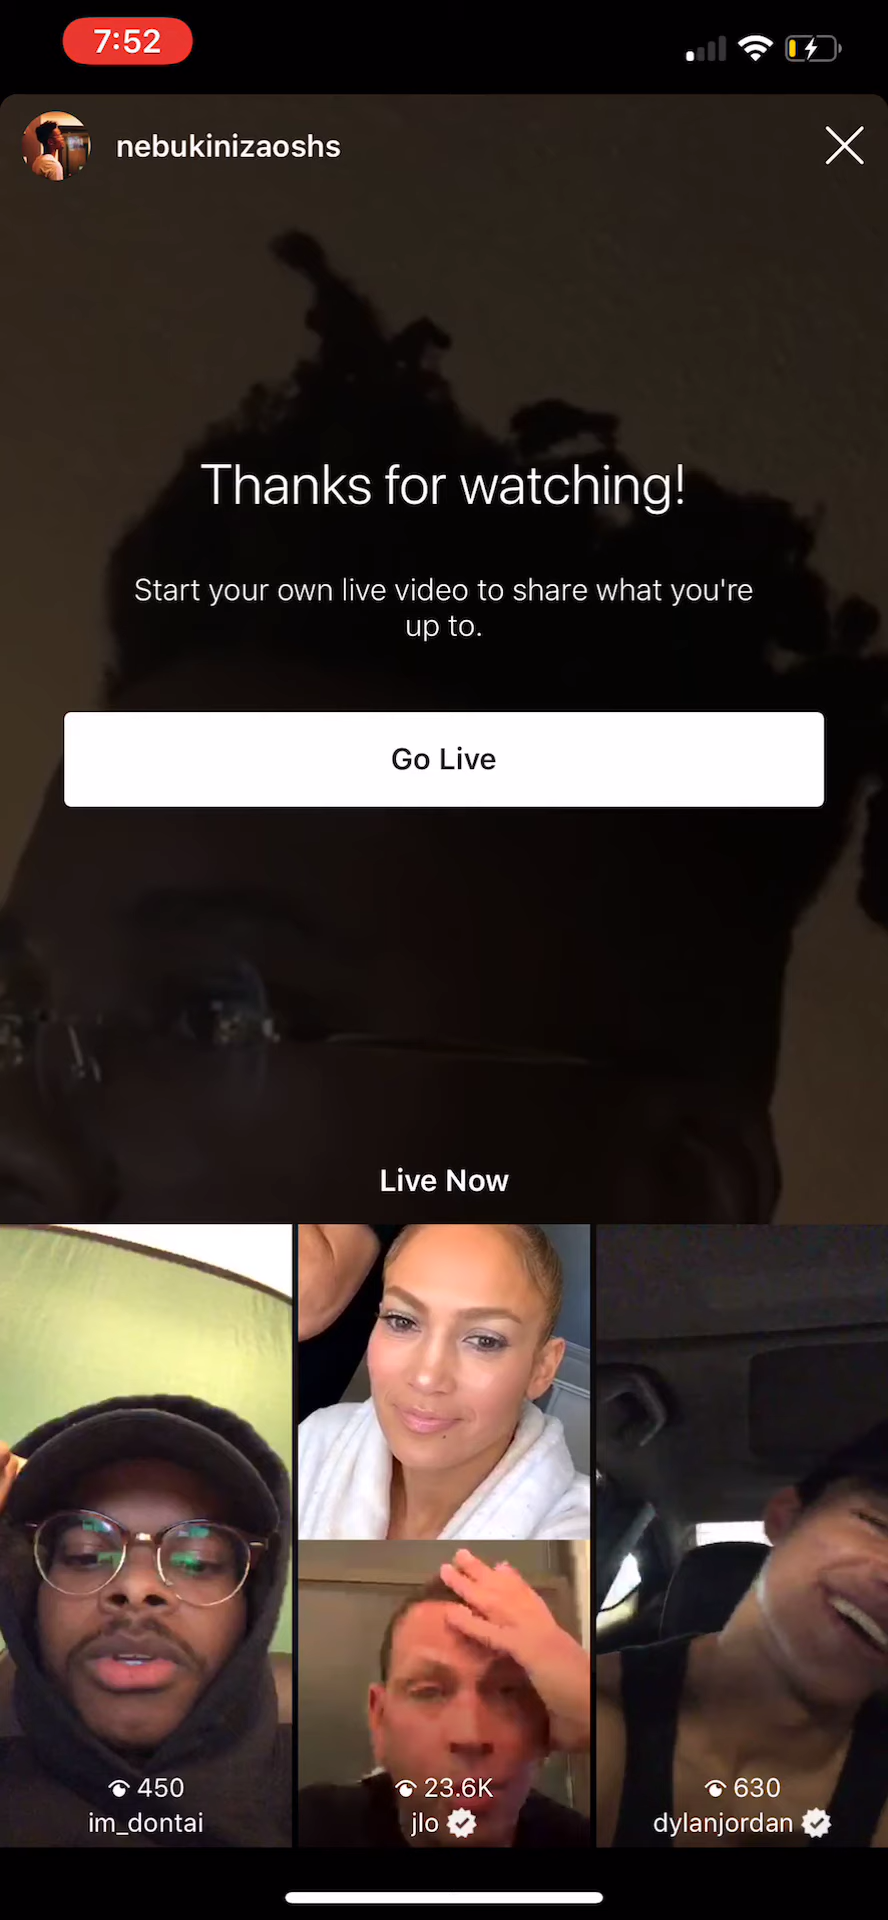 7:52
nebukinizaoshs
Thanks for watching!
Start your own live video to share what you're
up to.
Go Live
Live Now
450
im_dontai
23.6K
jlo
630
dylanjordan